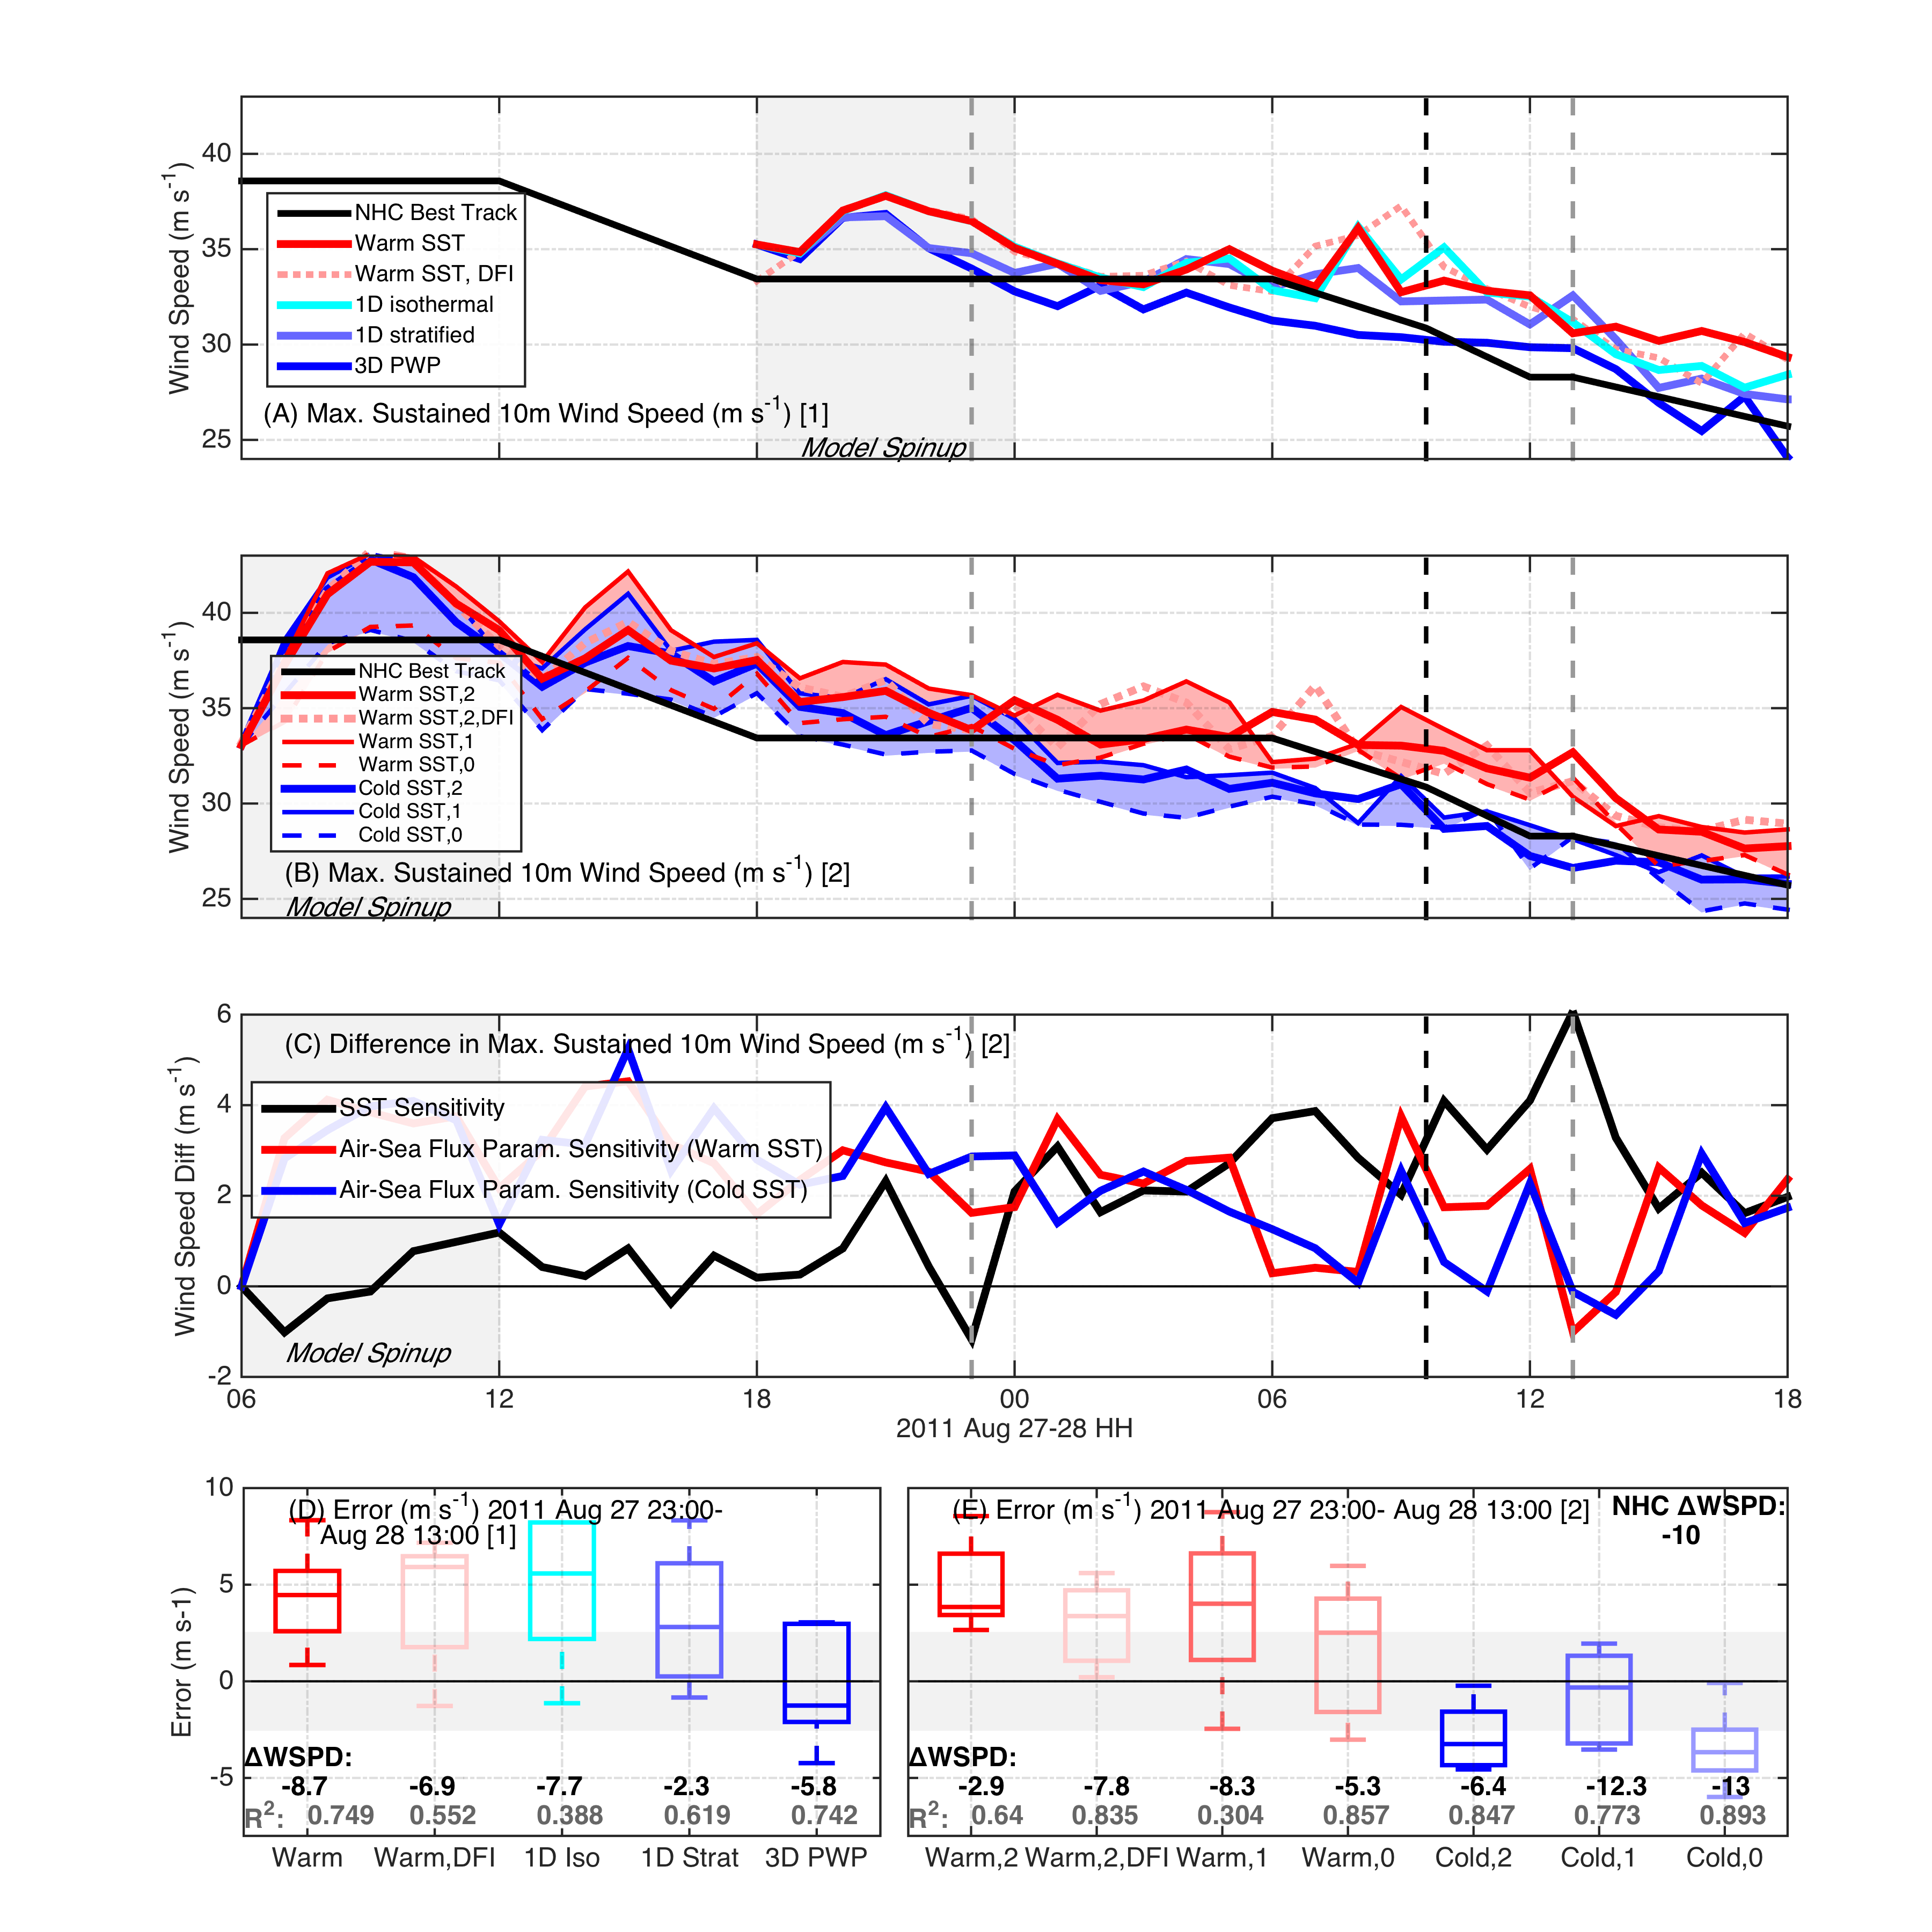 40
35
30
25
Wind Speed (m s-1)
NHC Best Track
Warm SST
Warm SST, DFI
1D isothermal
1D stratified
3D PWP
(A) Max. Sustained 10m Wind Speed (m s-1) [1]
Model Spinup
40
35
30
25
Wind Speed (m s-1)
NHC Best Track
Warm SST,2
Warm SST,2,DFI
Warm SST,1
Warm SST,0
Cold SST,2
Cold SST,1
Cold SST,0
(B) Max. Sustained 10m Wind Speed (m s-1) [2]
Model Spinup
6
4
2
0
-2
Wind Speed Diff (m s-1)
(C) Difference in Max. Sustained 10m Wind Speed (m s-1) [2]
SST Sensitivity
Air-Sea Flux Param. Sensitivity (Warm SST)
Air-Sea Flux Param. Sensitivity (Cold SST)
Model Spinup
06 12 18 00 06 12 18
2011 Aug 27-28 HH
10
5
0
-5
Error (m s-1)
(D) Error (m s-1) 2011 Aug 27 23:00-
Aug 28 13:00 [1]
ΔWSPD:
-8.7 -6.9 -7.7 -2.3 -5.8
R2: 0.749 0.552 0.388 0.619 0.742
Warm Warm,DFI 1D Iso 1D Strat 3D PWP
(E) Error (m s-1) 2011 Aug 27 23:00- Aug 28 13:00 [2]
NHC ΔWSPD:
-10
ΔWSPD:
-2.9 -7.8 -8.3 -5.3 -6.4 -12.3 -13
R2: 0.64 0.835 0.304 0.857 0.847 0.773 0.893
Warm,2 Warm,2,DFI Warm,1 Warm,0 Cold,2 Cold,1 Cold,0